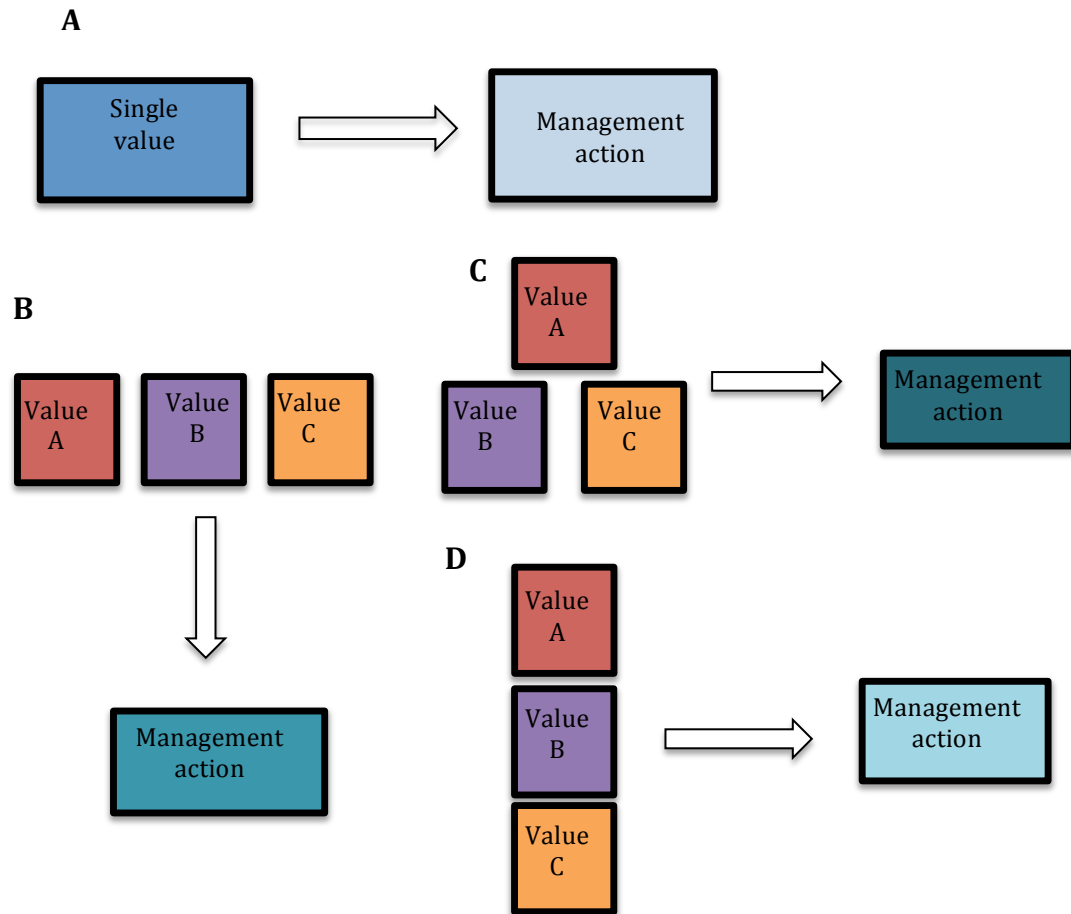 A
Single
value
Management
action
B
Value
A
Value
B
Value
C
Management
action
C
Value
A
Value
B
Value
C
Management
action
D
Value
A
Value
B
Value
C
Management
action